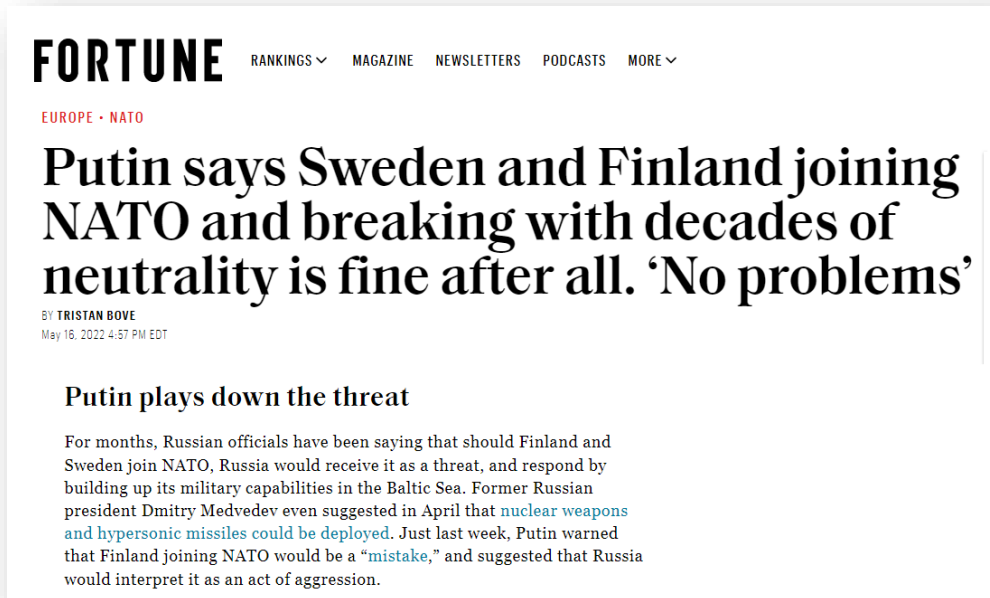 FORTUNE RANKINGS MAGAZINE NEWSLETTERS PODCASTS MORE
EUROPE • NATO
Putin says Sweden and Finland joining
NATO and breaking with decades of
neutrality is fine after all. ‘No problems’
BY TRISTAN BOVE
May 16, 2022 4:57 PM EDT
Putin plays down the threat
For months, Russian officials have been saying that should Finland and
Sweden join NATO, Russia would receive it as a threat, and respond by
building up its military capabilities in the Baltic Sea. Former Russian
president Dmitry Medvedev even suggested in April that nuclear weapons
and hypersonic missiles could be deployed. Just last week, Putin warned
that Finland joining NATO would be a “mistake,” and suggested that Russia
would interpret it as an act of aggression.